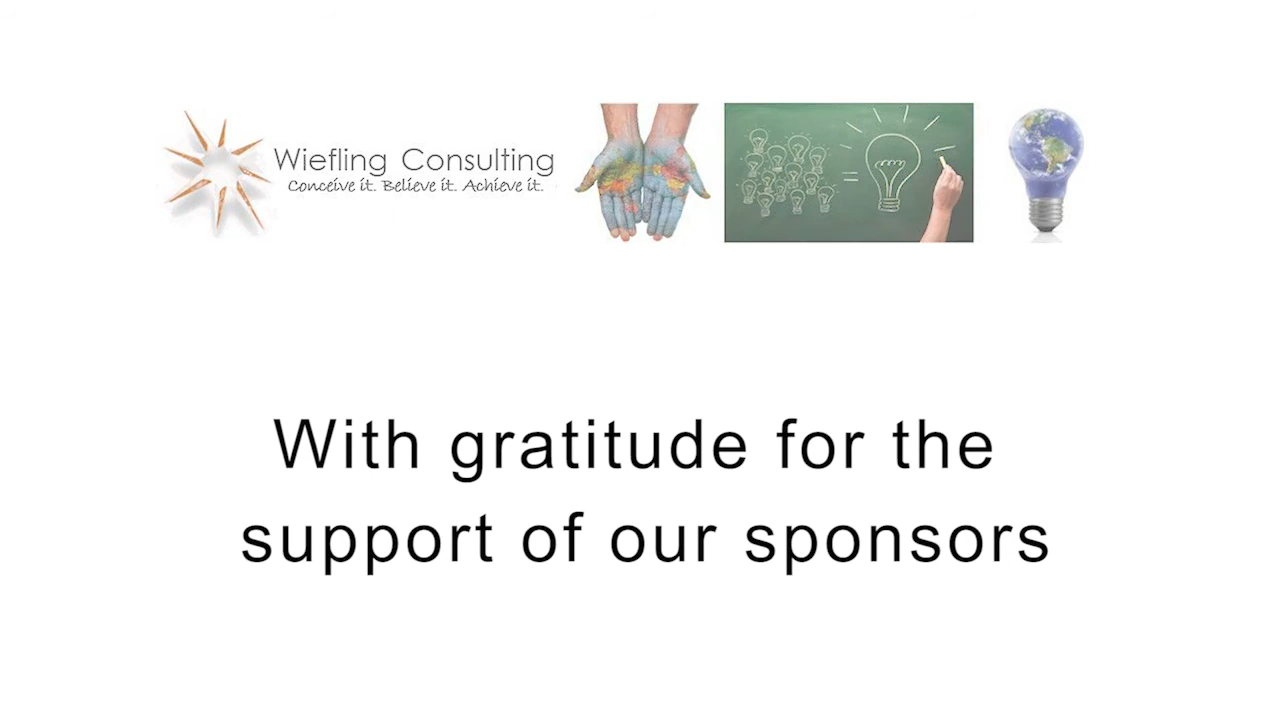 Wiefling Consulting
Conceive it. Believe it. Achieve it.
=
With gratitude for the
support of our sponsors